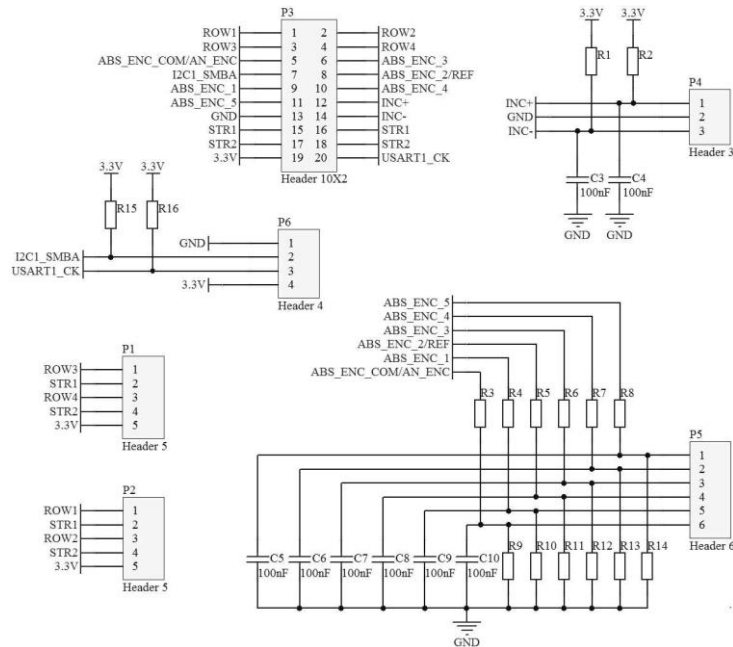 P3
ROW1 1 2 ROW2
ROW3 3 4 ROW4
ABS_ENC_COM/AN_ENC 5 6 ABS_ENC_3
I2C1_SMBA 7 8 ABS_ENC_2/REF
ABS_ENC_1 9 10 ABS_ENC_4
ABS_ENC_5 11 12 INC+
GND 13 14 INC-
STR1 15 16 STR1
STR2 17 18 STR2
3.3V 19 20 USART1_CK
Header 10X2
3.3V 3.3V
R1 R2
P4
INC+ 1
GND 2
INC- 3
Header 3
C3 C4
100nF 100nF
GND GND
3.3V 3.3V
R15 R16
P6
GND 1
I2C1_SMBA 2
USART1_CK 3
3.3V 4
Header 4
P1
ROW3 1
STR1 2
ROW4 3
STR2 4
3.3V 5
Header 5
P2
ROW1 1
STR1 2
ROW2 3
STR2 4
3.3V 5
Header 5
ABS_ENC_5
ABS_ENC_4
ABS_ENC_3
ABS_ENC_2/REF
ABS_ENC_1
ABS_ENC_COM/AN_ENC
R3 R4 R5 R6 R7 R8
P5
1
2
3
4
5
6
Header 6
C5 C6 C7 C8 C9 C10 R9 R10 R11 R12 R13 R14
100nF 100nF 100nF 100nF 100nF 100nF
GND